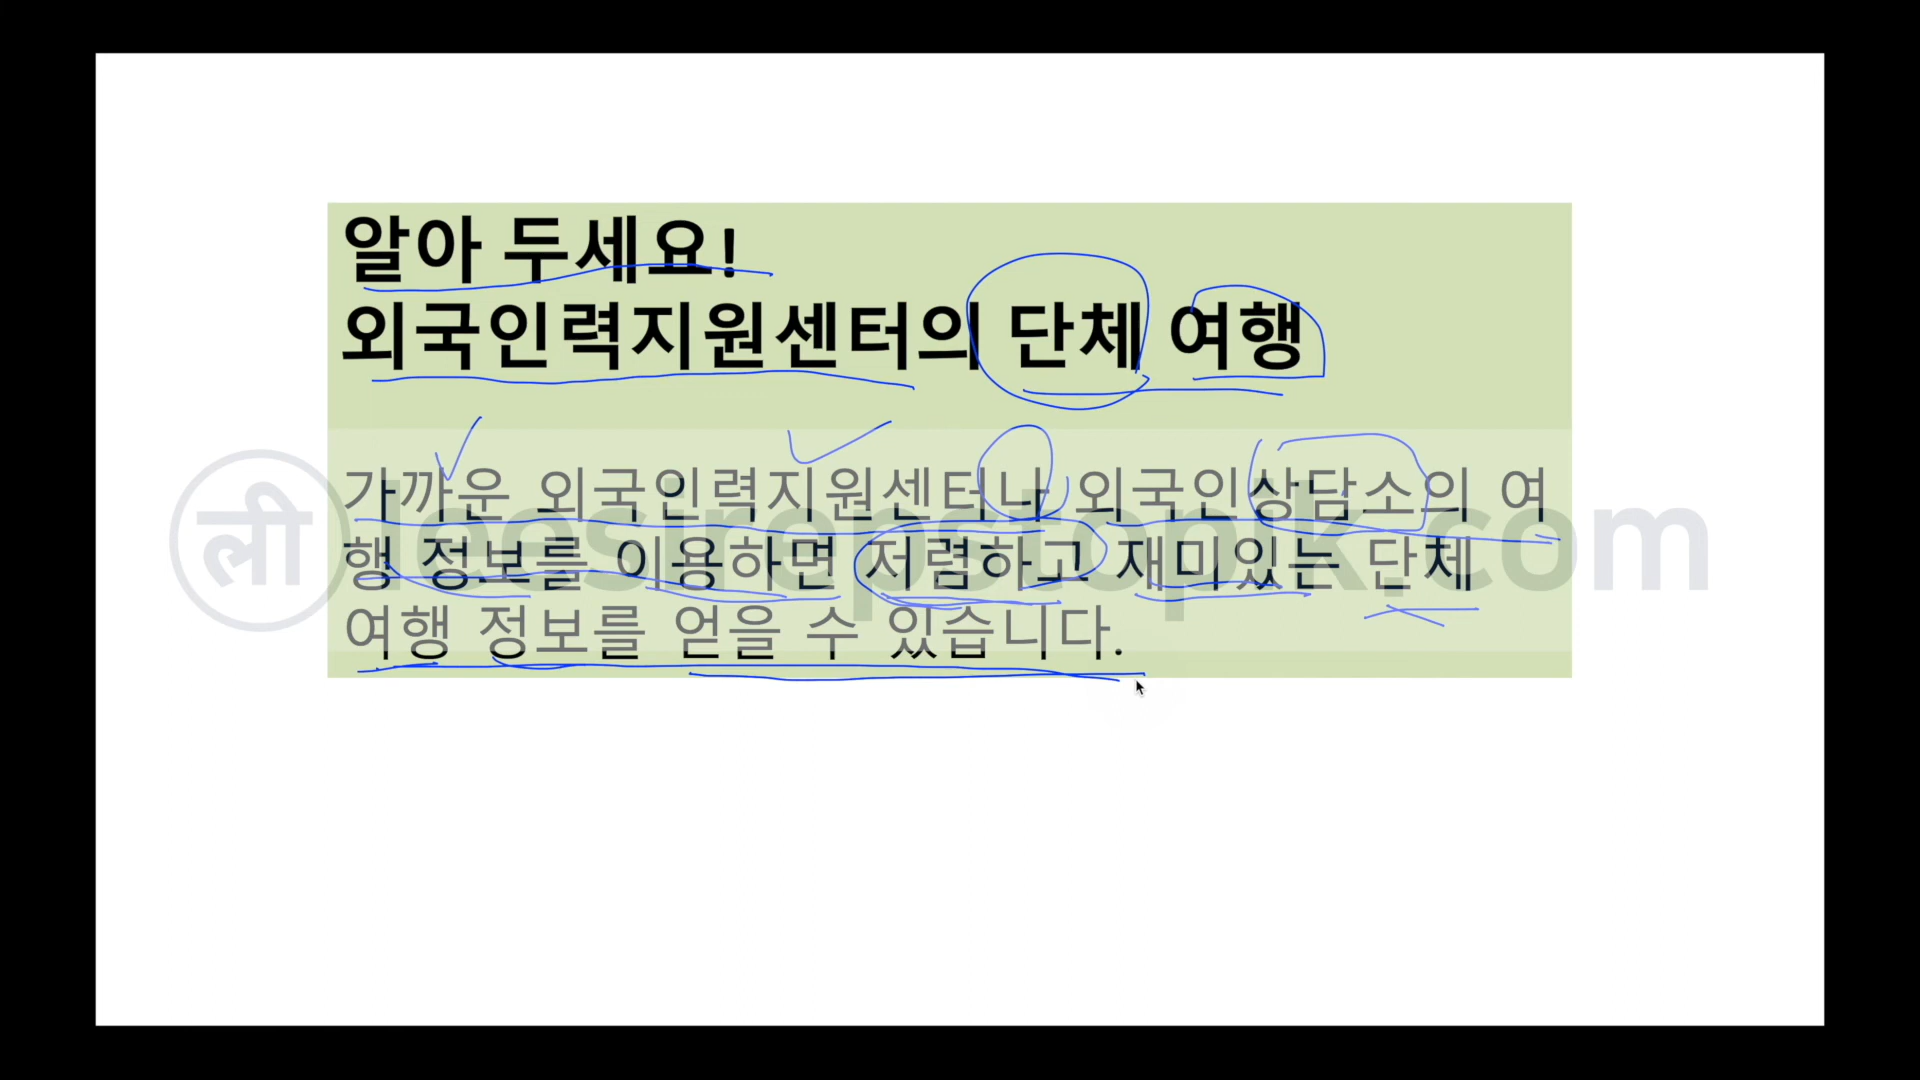 알아 두세요!
외국인력지원센터의 단체 여행
가까운 외국인력지원센터나 외국인상담소의 여
행 정보를 이용하면 저렴하고 재미있는 단체
여행 정보를 얻을 수 있습니다.
ली leesirepstopik.com